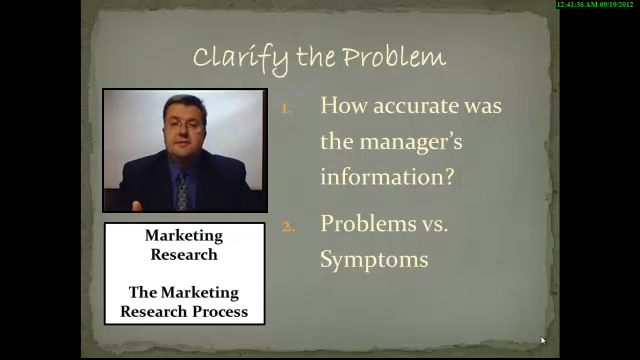 12:41:36 AM 09/19/2012
Clarify the Problem
1. How accurate was
the manager's
information?
2. Problems vs.
Symptoms
Marketing
Research
The Marketing
Research Process